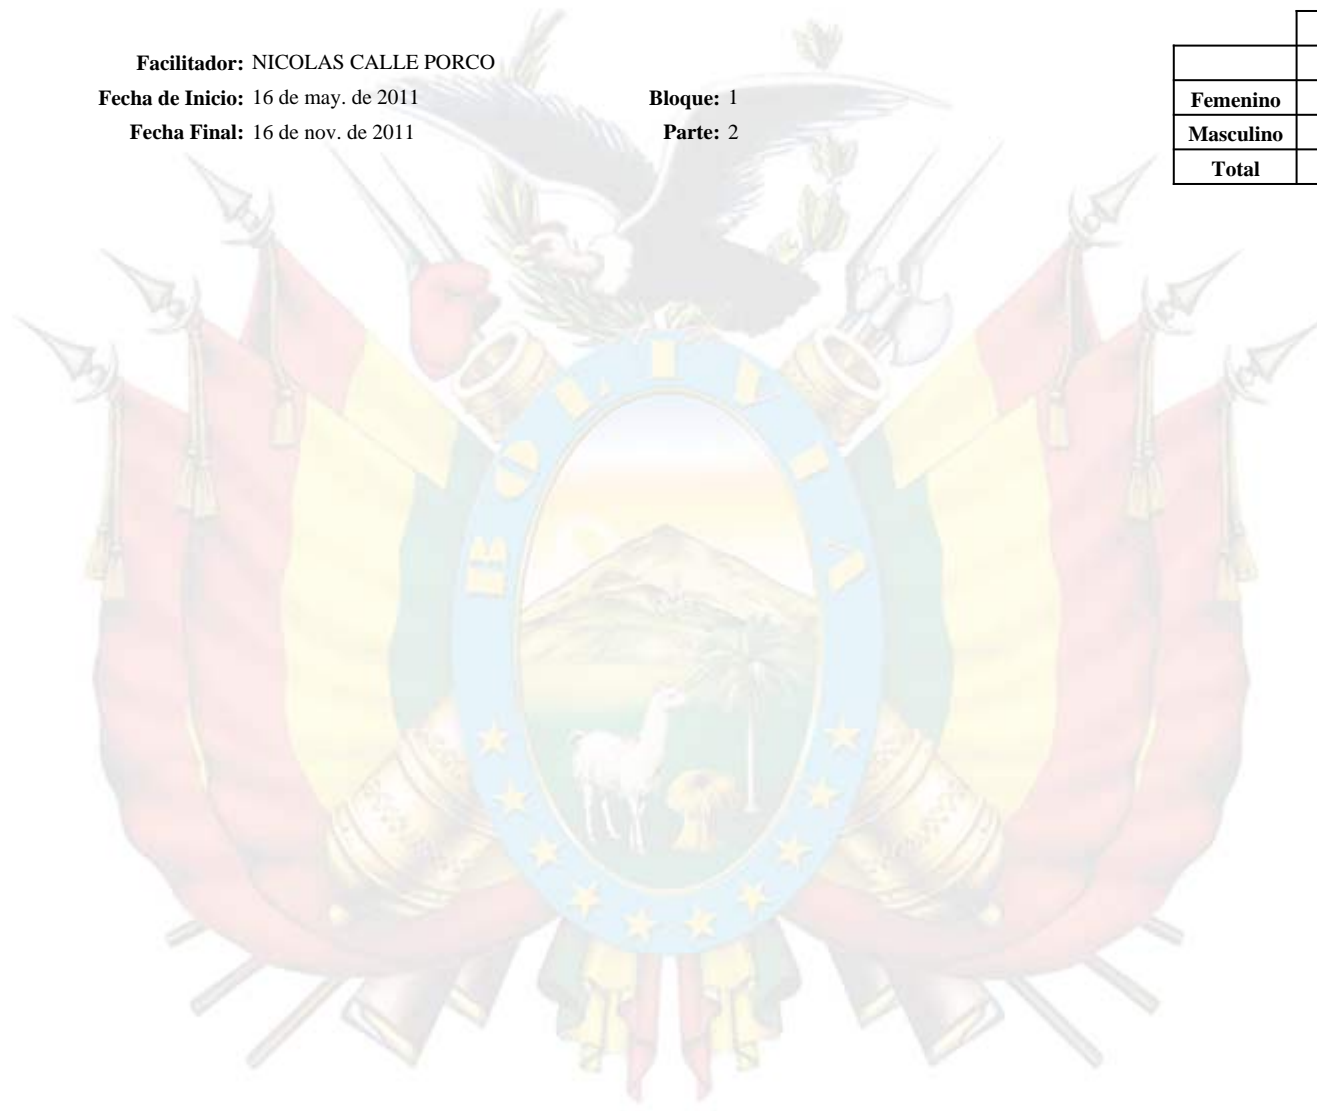 Facilitador: NICOLAS CALLE PORCO
Fecha de Inicio: 16 de may. de 2011 Bloque: 1
Fecha Final: 16 de nov. de 2011 Parte: 2
Femenino
Masculino
Total
BOLIVIA